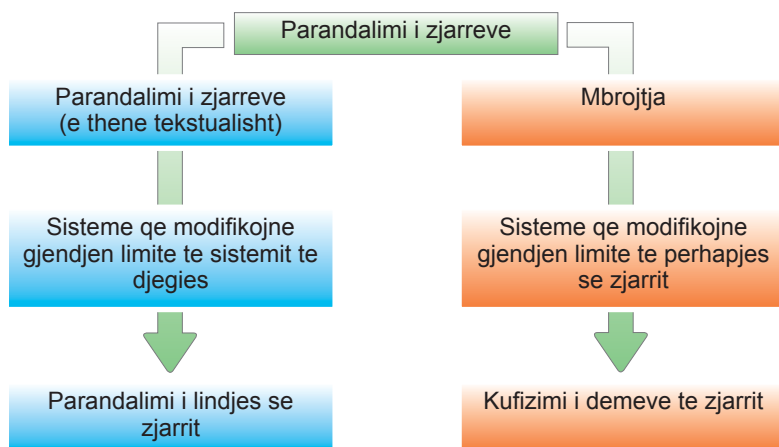 Parandalimi i zjarreve
Parandalimi i zjarreve
(e thene tekstualisht)
Sisteme qe modifikojne
gjendjen limite te sistemit te
djegies
Parandalimi i lindjes se
zjarrit
Mbrojtja
Sisteme qe modifikojne
gjendjen limite te perhapjes
se zjarrit
Kufizimi i demeve te zjarrit